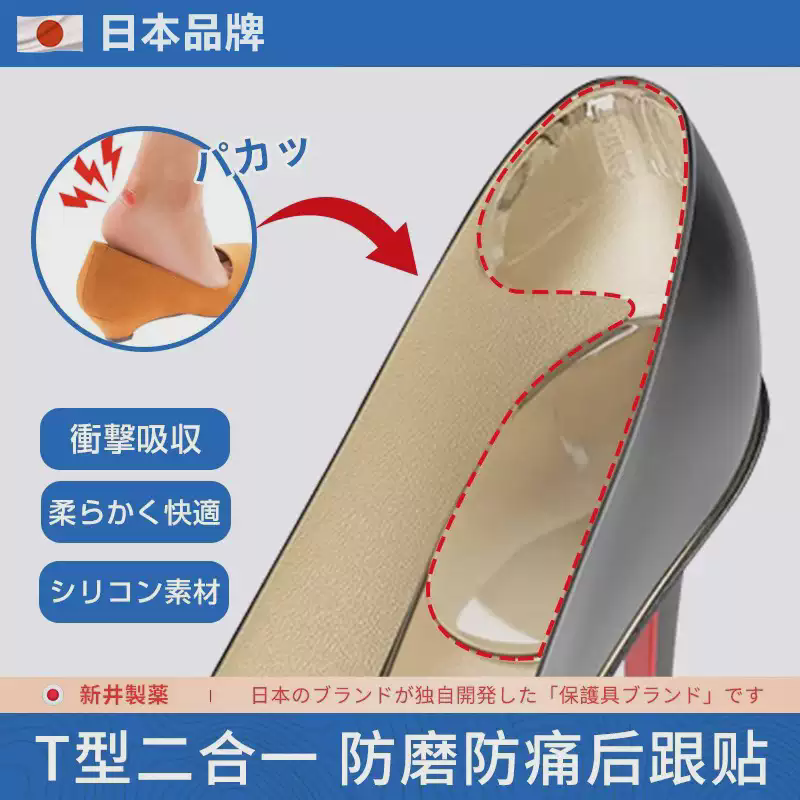 日本品牌
パカッ
衝撃吸収
柔らかく快適
シリコン素材
新井製薬 | 日本のブランドが独自開発した「保護具ブランド」です
T型二合一 防磨防痛后跟贴